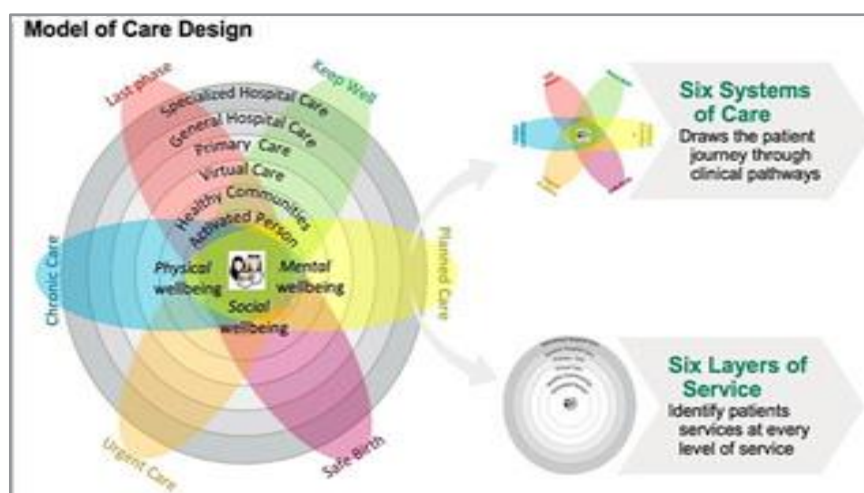 Model of Care Design
Last phase
Keep Well
Specialized Hospital Care
General Hospital Care
Primary Care
Virtual Care
Healthy Communities
Activated Person
Chronic Care
Planned Care
Physical
wellbeing
Mental
wellbeing
Social
wellbeing
Urgent Care
Safe Birth
Six Systems
of Care
Draws the patient
journey through
clinical pathways
Six Layers of
Service
Identify patients
services at every
level of service